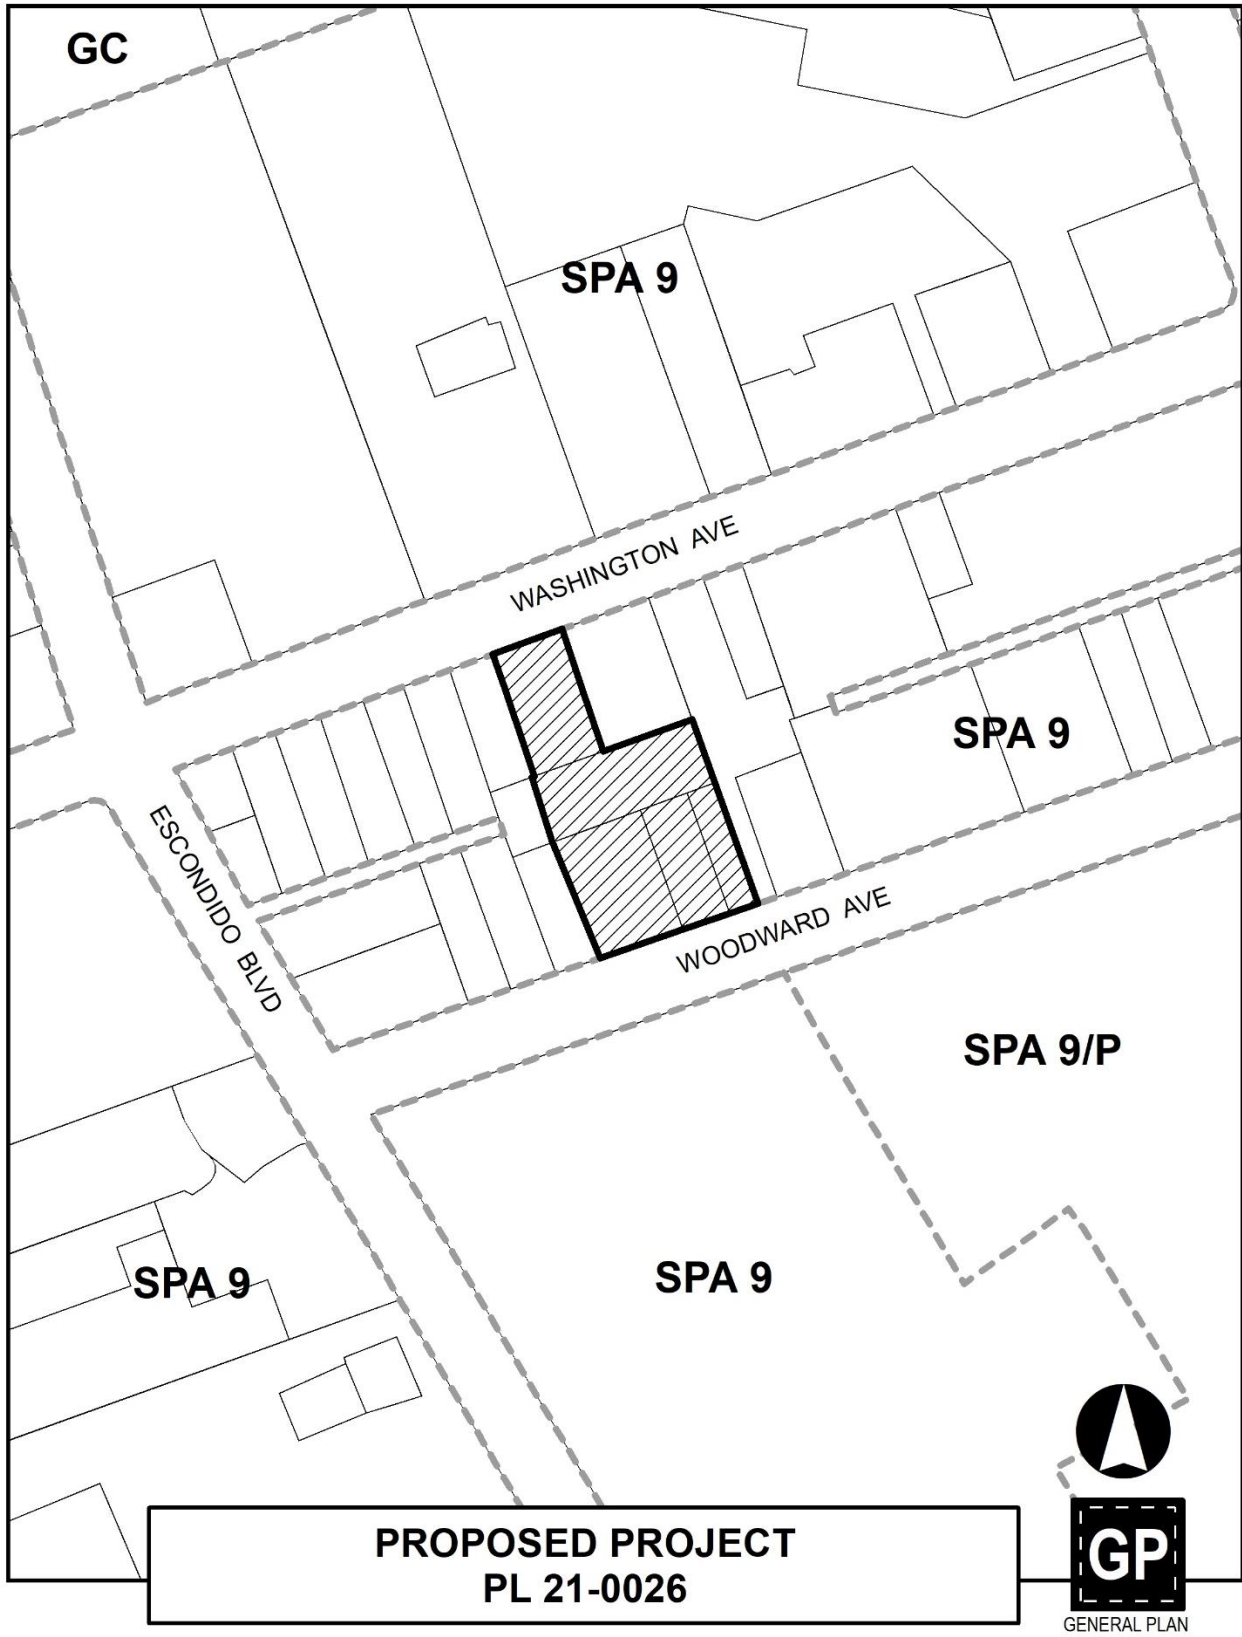 GC
SPA 9
WASHINGTON AVE
SPA 9
ESCONDIDO BLVD
WOODWARD AVE
SPA 9/P
SPA 9
SPA 9
PROPOSED PROJECT
PL 21-0026
GP
GENERAL PLAN